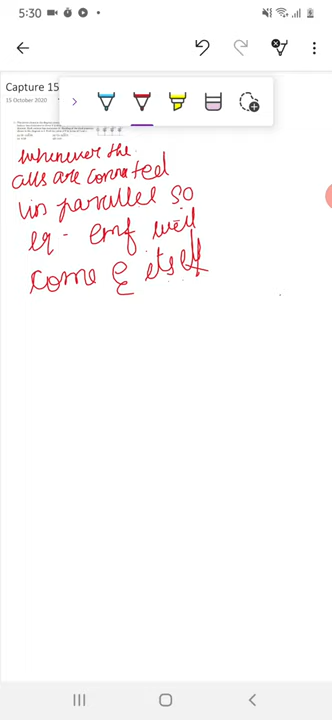 5:30
Capture 15
15 October 2020
whenever the
cells are connected
in parallel so
eq. emf will
come ξ itself